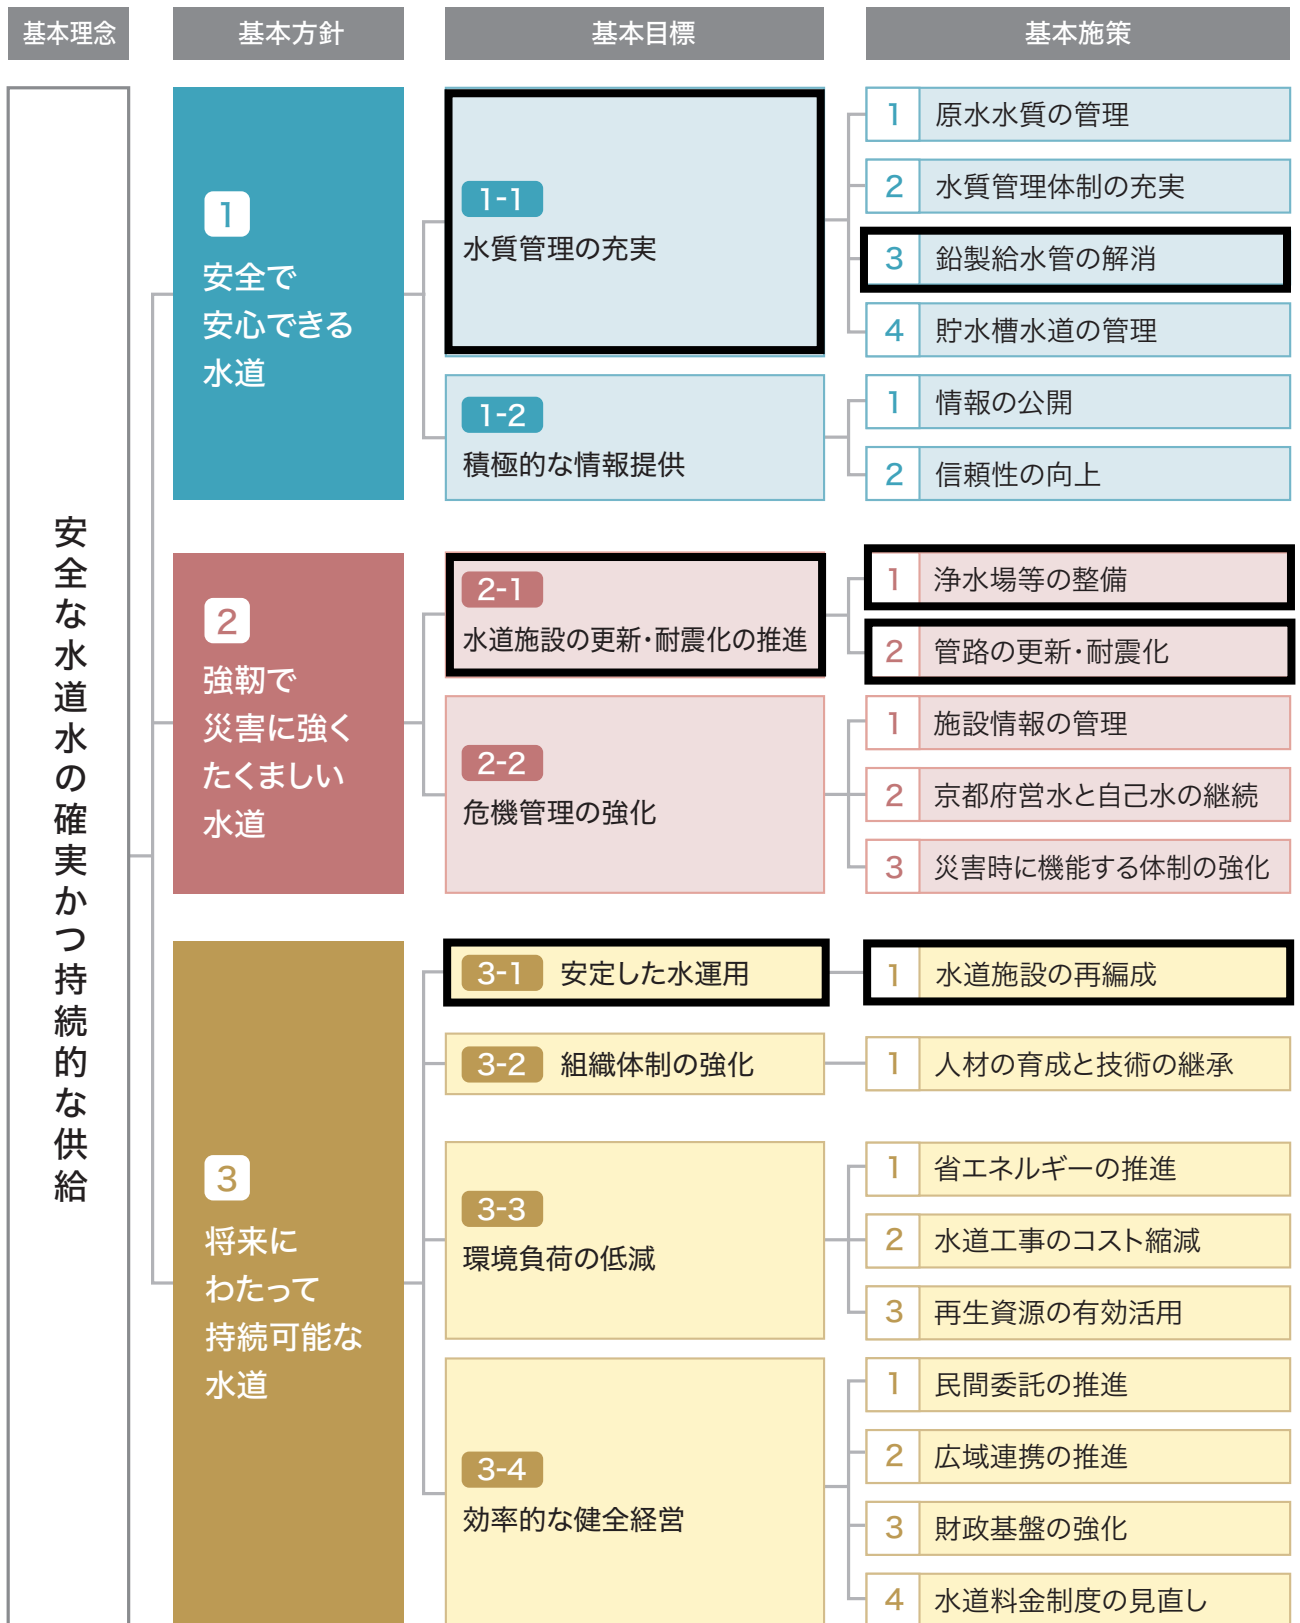 基本理念
基本方針
基本目標
基本施策
安全な水道水の確実かつ持続的な供給
1
安全で
安心できる
水道
1-1
水質管理の充実
1 原水水質の管理
2 水質管理体制の充実
3 鉛製給水管の解消
4 貯水槽水道の管理
1-2
積極的な情報提供
1 情報の公開
2 信頼性の向上
2
強靭で
災害に強く
たくましい
水道
2-1
水道施設の更新・耐震化の推進
1 浄水場等の整備
2 管路の更新・耐震化
2-2
危機管理の強化
1 施設情報の管理
2 京都府営水と自己水の継続
3 災害時に機能する体制の強化
3
将来に
わたって
持続可能な
水道
3-1 安定した水運用
1 水道施設の再編成
3-2 組織体制の強化
1 人材の育成と技術の継承
3-3
環境負荷の低減
1 省エネルギーの推進
2 水道工事のコスト縮減
3 再生資源の有効活用
3-4
効率的な健全経営
1 民間委託の推進
2 広域連携の推進
3 財政基盤の強化
4 水道料金制度の見直し